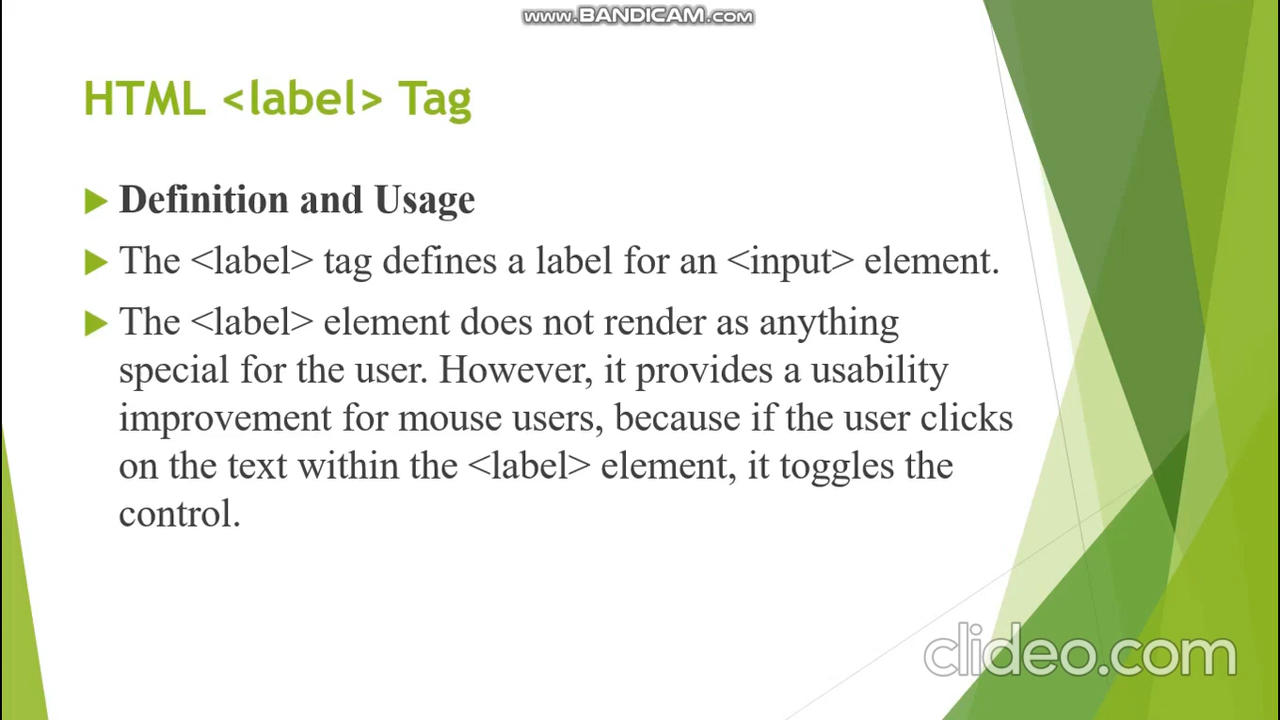 www.BANDICAM.com
HTML <label> Tag
Definition and Usage
The <label> tag defines a label for an <input> element.
The <label> element does not render as anything
special for the user. However, it provides a usability
improvement for mouse users, because if the user clicks
on the text within the <label> element, it toggles the
control.
clideo.com